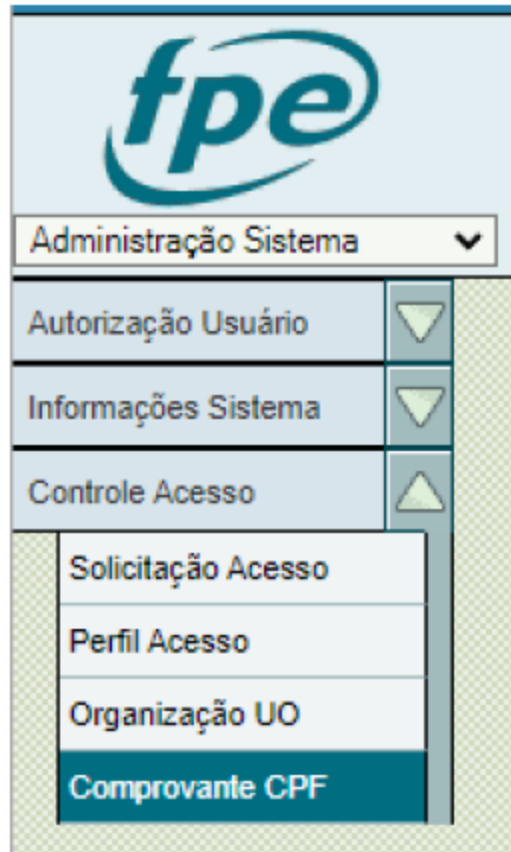 fpe
Administração Sistema
Autorização Usuário
Informações Sistema
Controle Acesso
Solicitação Acesso
Perfil Acesso
Organização UO
Comprovante CPF